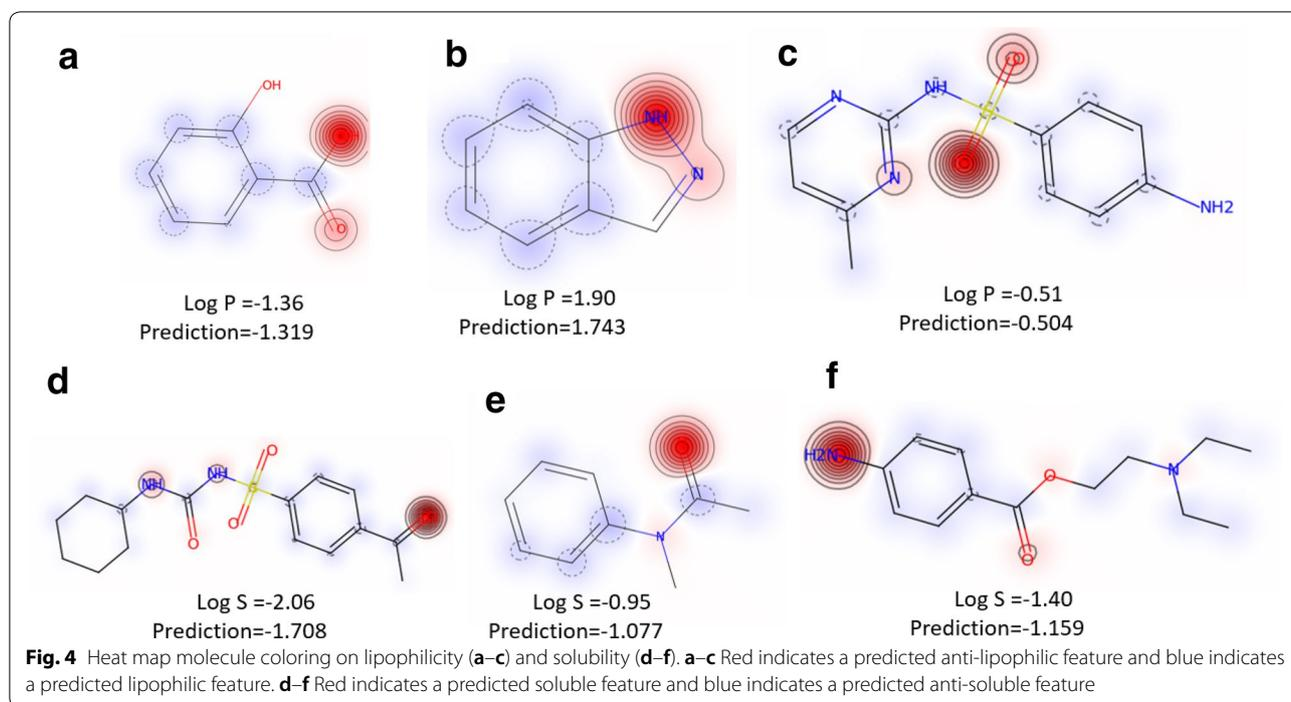 a
OH
O
Log P =-1.36
Prediction=-1.319
b
NH
N
Log P =1.90
Prediction=1.743
c
N
NH
O
S
N
NH2
Log P =-0.51
Prediction=-0.504
d
NH
O
NH
S
O
O
Log S =-2.06
Prediction=-1.708
e
N
Log S =-0.95
Prediction=-1.077
f
H2N
O
O
N
Log S =-1.40
Prediction=-1.159
Fig. 4 Heat map molecule coloring on lipophilicity (a–c) and solubility (d–f). a–c Red indicates a predicted anti-lipophilic feature and blue indicates
a predicted lipophilic feature. d–f Red indicates a predicted soluble feature and blue indicates a predicted anti-soluble feature